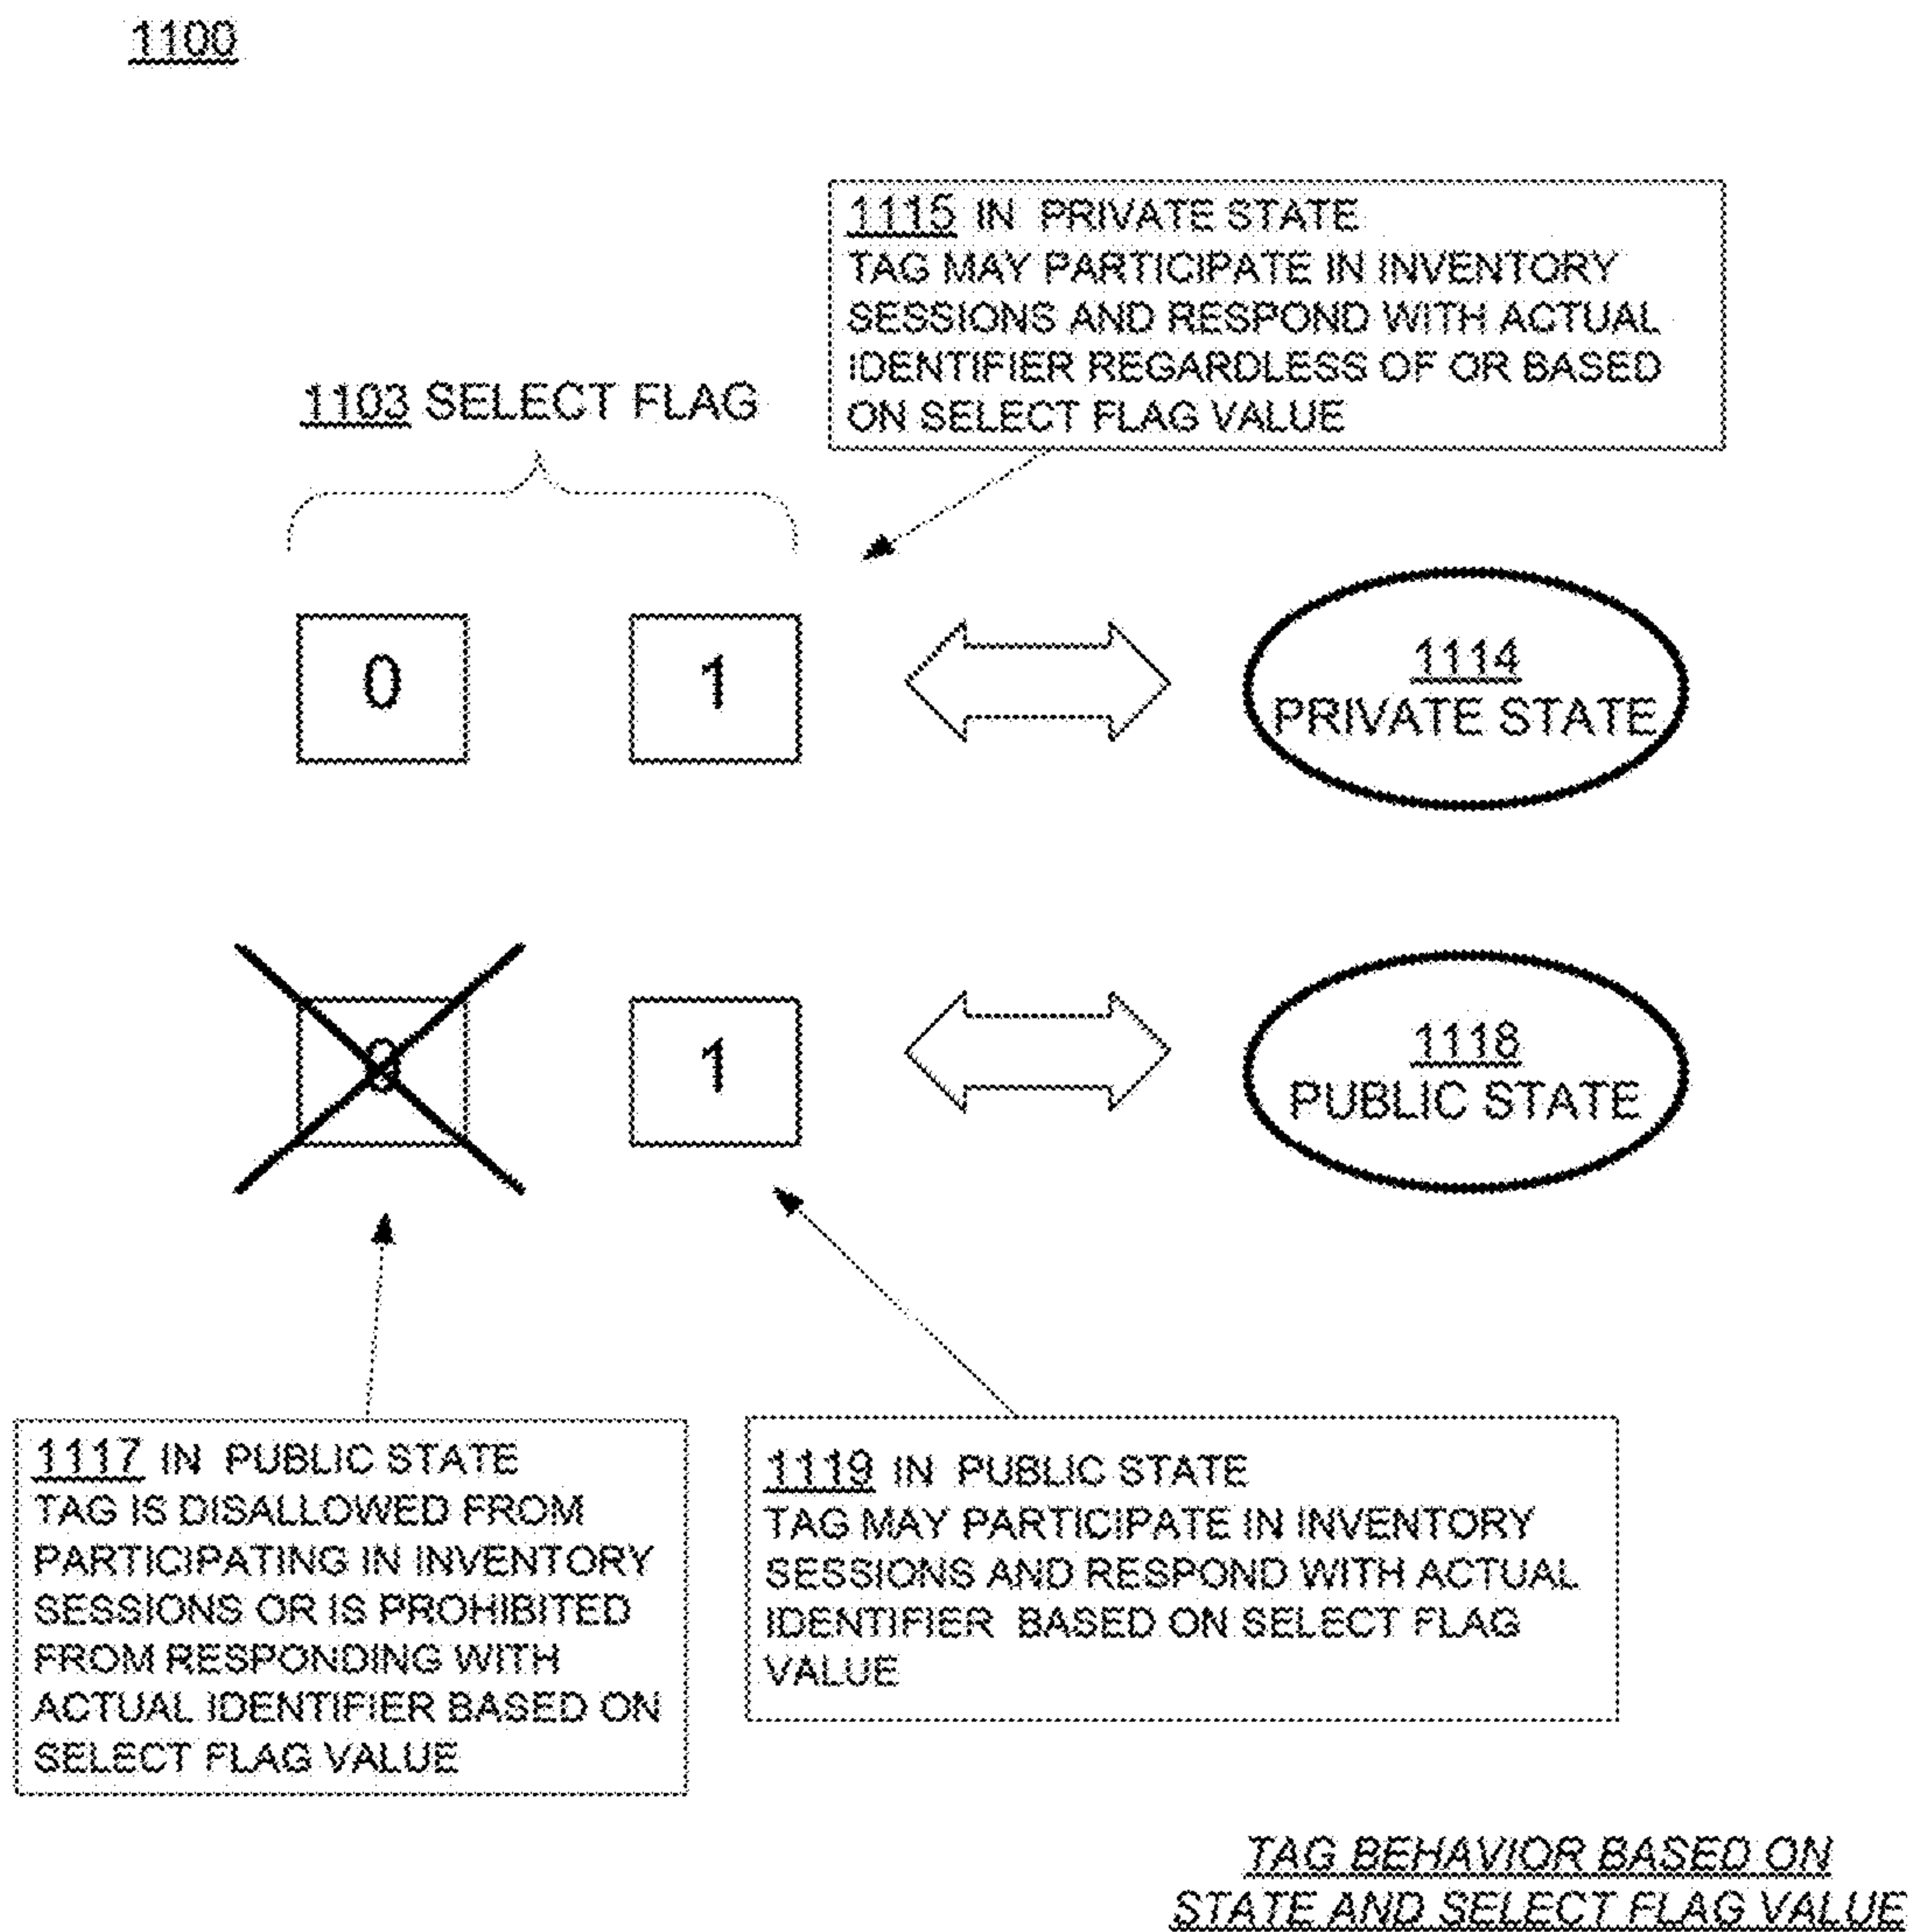 1100
1115 IN PRIVATE STATE
TAG MAY PARTICIPATE IN INVENTORY
SESSIONS AND RESPOND WITH ACTUAL
IDENTIFIER REGARDLESS OF OR BASED
ON SELECT FLAG VALUE
1103 SELECT FLAG
0 1
1114
PRIVATE STATE
0 1
1118
PUBLIC STATE
1117 IN PUBLIC STATE
TAG IS DISALLOWED FROM
PARTICIPATING IN INVENTORY
SESSIONS OR IS PROHIBITED
FROM RESPONDING WITH
ACTUAL IDENTIFIER BASED ON
SELECT FLAG VALUE
1119 IN PUBLIC STATE
TAG MAY PARTICIPATE IN INVENTORY
SESSIONS AND RESPOND WITH ACTUAL
IDENTIFIER BASED ON SELECT FLAG
VALUE
TAG BEHAVIOR BASED ON
STATE AND SELECT FLAG VALUE